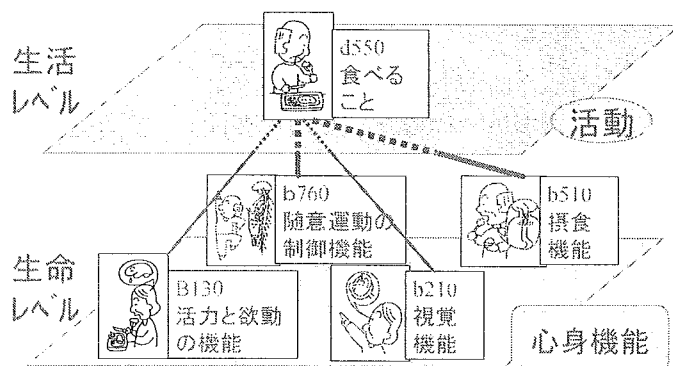 生活
レベル
d550
食べる
こと
活動
b760
随意運動の
制御機能
b510
摂食
機能
生命
レベル
B130
活力と欲動
の機能
b210
視覚
機能
心身機能